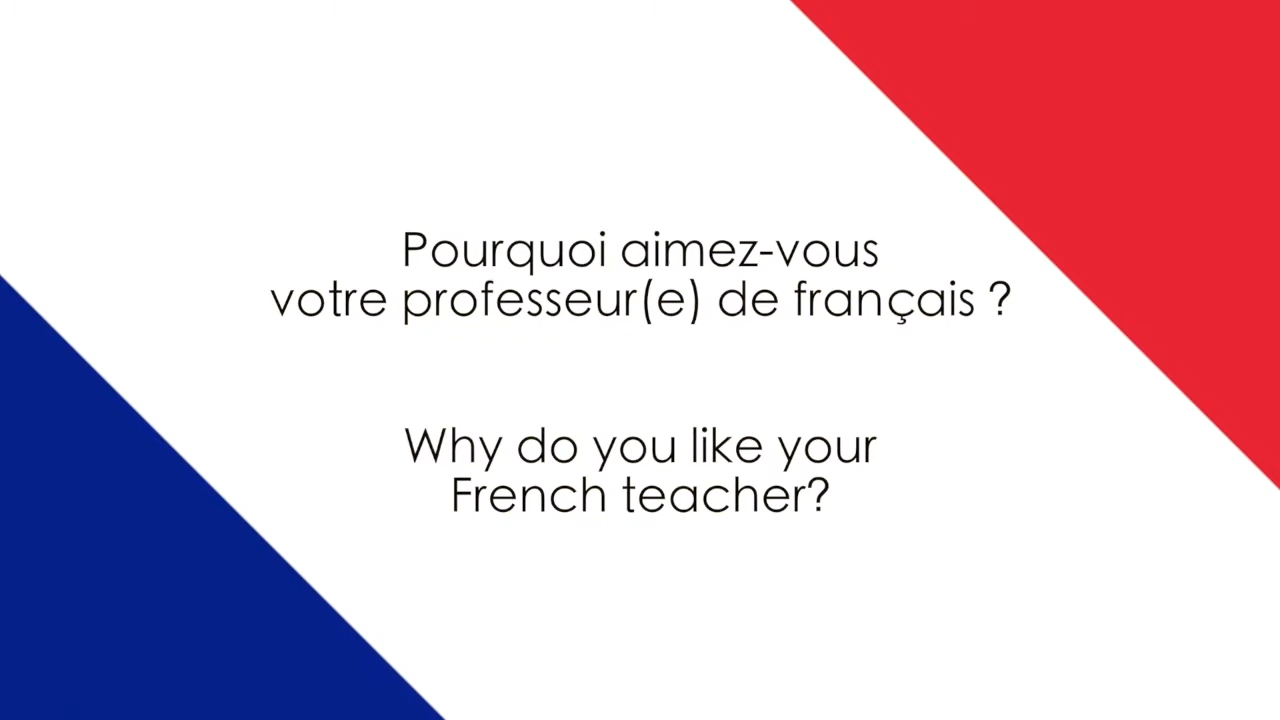 Pourquoi aimez-vous
votre professeur(e) de français ?
Why do you like your
French teacher?